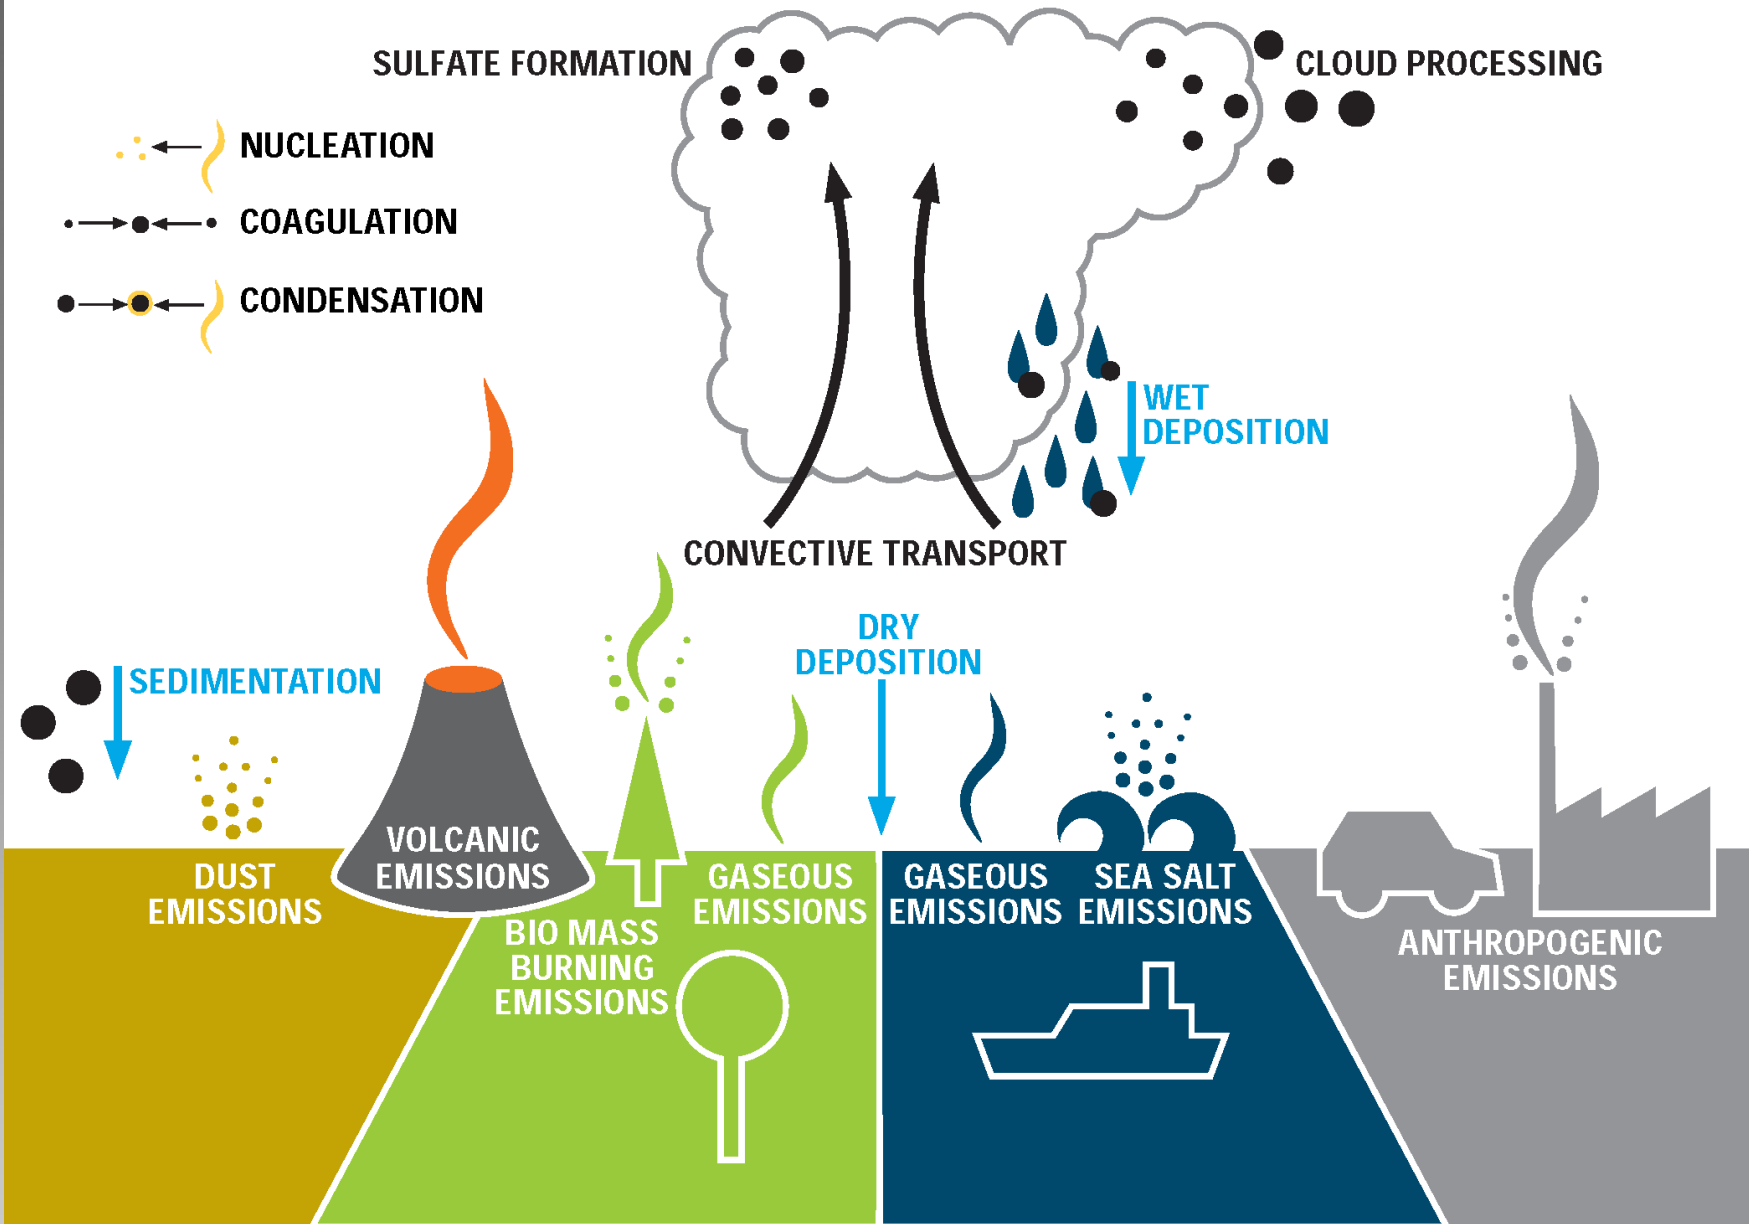 SULFATE FORMATION
CLOUD PROCESSING
NUCLEATION
COAGULATION
CONDENSATION
WET
DEPOSITION
CONVECTIVE TRANSPORT
DRY
DEPOSITION
SEDIMENTATION
VOLCANIC
EMISSIONS
DUST
EMISSIONS
BIO MASS
BURNING
EMISSIONS
GASEOUS
EMISSIONS
GASEOUS
EMISSIONS
SEA SALT
EMISSIONS
ANTHROPOGENIC
EMISSIONS